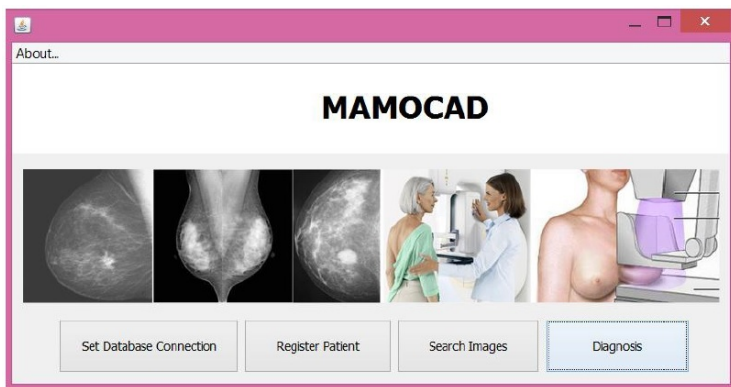 About...
MAMOCAD
Set Database Connection
Register Patient
Search Images
Diagnosis